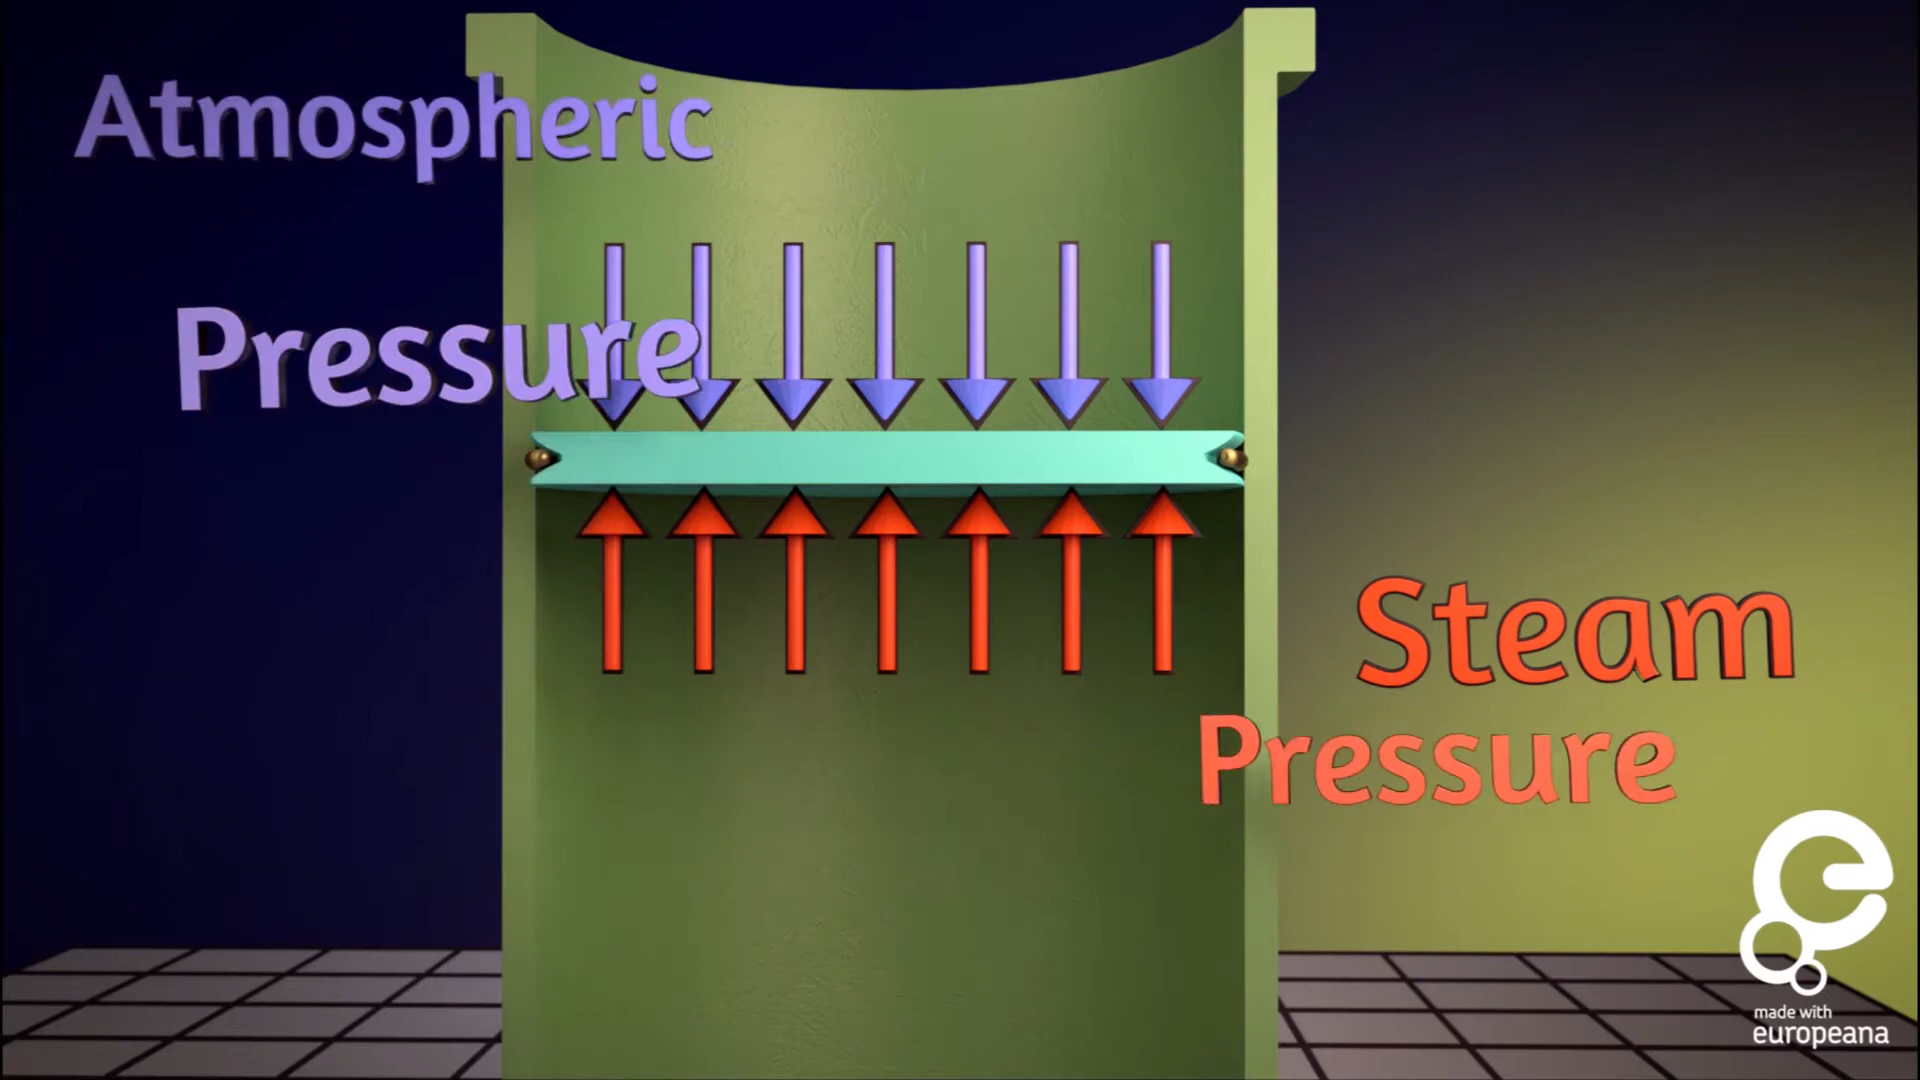 Atmospheric
Pressure
Steam
Pressure
made with
europeana